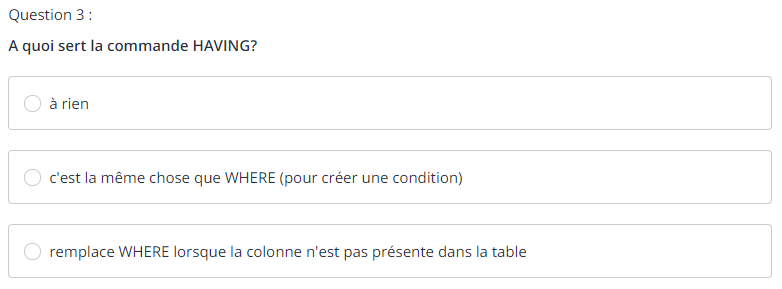 Question 3 :
A quoi sert la commande HAVING?
à rien
c'est la même chose que WHERE (pour créer une condition)
remplace WHERE lorsque la colonne n'est pas présente dans la table